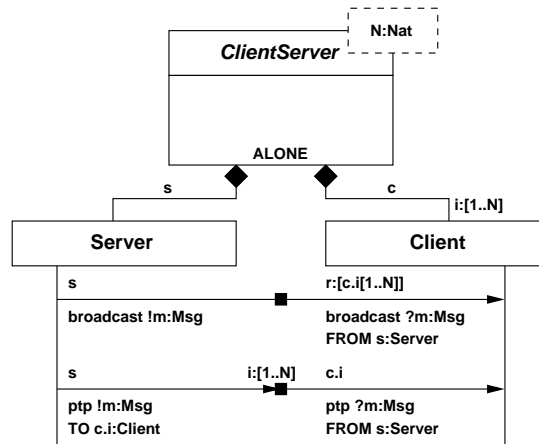 N:Nat
ClientServer
ALONE
s
c
i:[1..N]
Server
Client
s
r:[c.i[1..N]]
broadcast !m:Msg
broadcast ?m:Msg
FROM s:Server
s
i:[1..N]
c.i
ptp !m:Msg
TO c.i:Client
ptp ?m:Msg
FROM s:Server